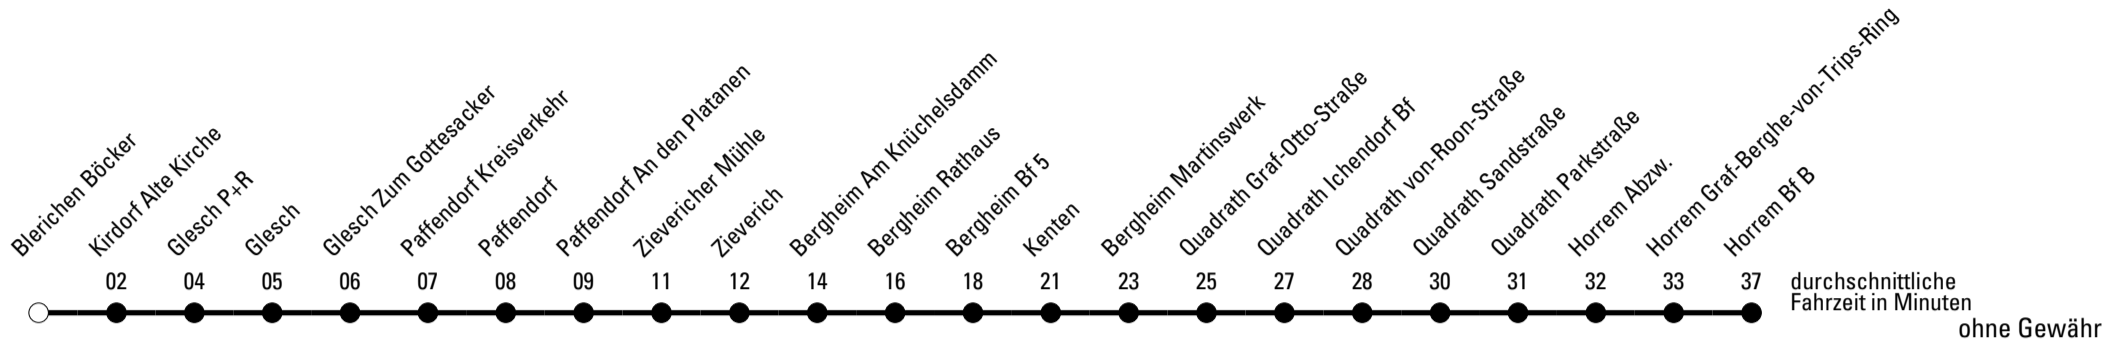 Blerichen Böcker
Kirdorf Alte Kirche
Glesch P+R
Glesch
Glesch Zum Gottesacker
Paffendorf Kreisverkehr
Paffendorf
Paffendorf An den Platanen
Zievericher Mühle
Zieverich
Bergheim Am Knüchelsdamm
Bergheim Rathaus
Bergheim Bf 5
Kenten
Bergheim Martinswerk
Quadrath Graf-Otto-Straße
Quadrath Ichendorf Bf
Quadrath von-Roon-Straße
Quadrath Sandstraße
Quadrath Parkstraße
Horrem Abzw.
Horrem Graf-Berghe-von-Trips-Ring
Horrem Bf B
02 04 05 06 07 08 09 11 12 14 16 18 21 23 25 27 28 30 31 32 33 37
durchschnittliche
Fahrzeit in Minuten
ohne Gewähr